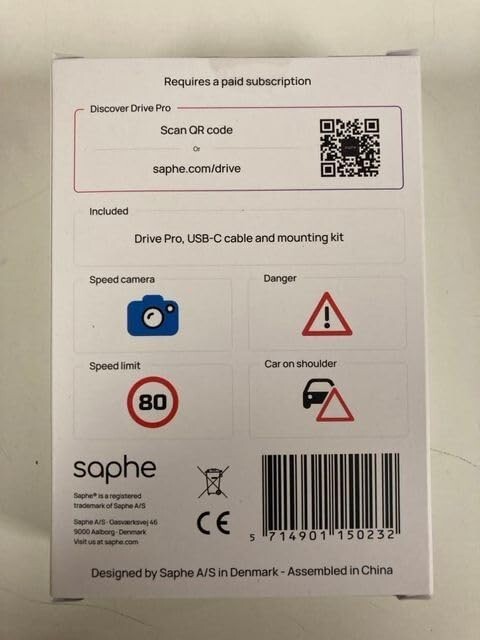 Requires a paid subscription
Discover Drive Pro
Scan QR code
Or
saphe.com/drive
saphe
Included
Drive Pro, USB-C cable and mounting kit
Speed camera
Danger
!
Speed limit
Car on shoulder
80
saphe
Saphe® is a registered
trademark of Saphe A/S
Saphe A/S · Gasværksvej 46
9000 Aalborg · Denmark
Visit us at saphe.com
CE
5 714901 150232
Designed by Saphe A/S in Denmark - Assembled in China